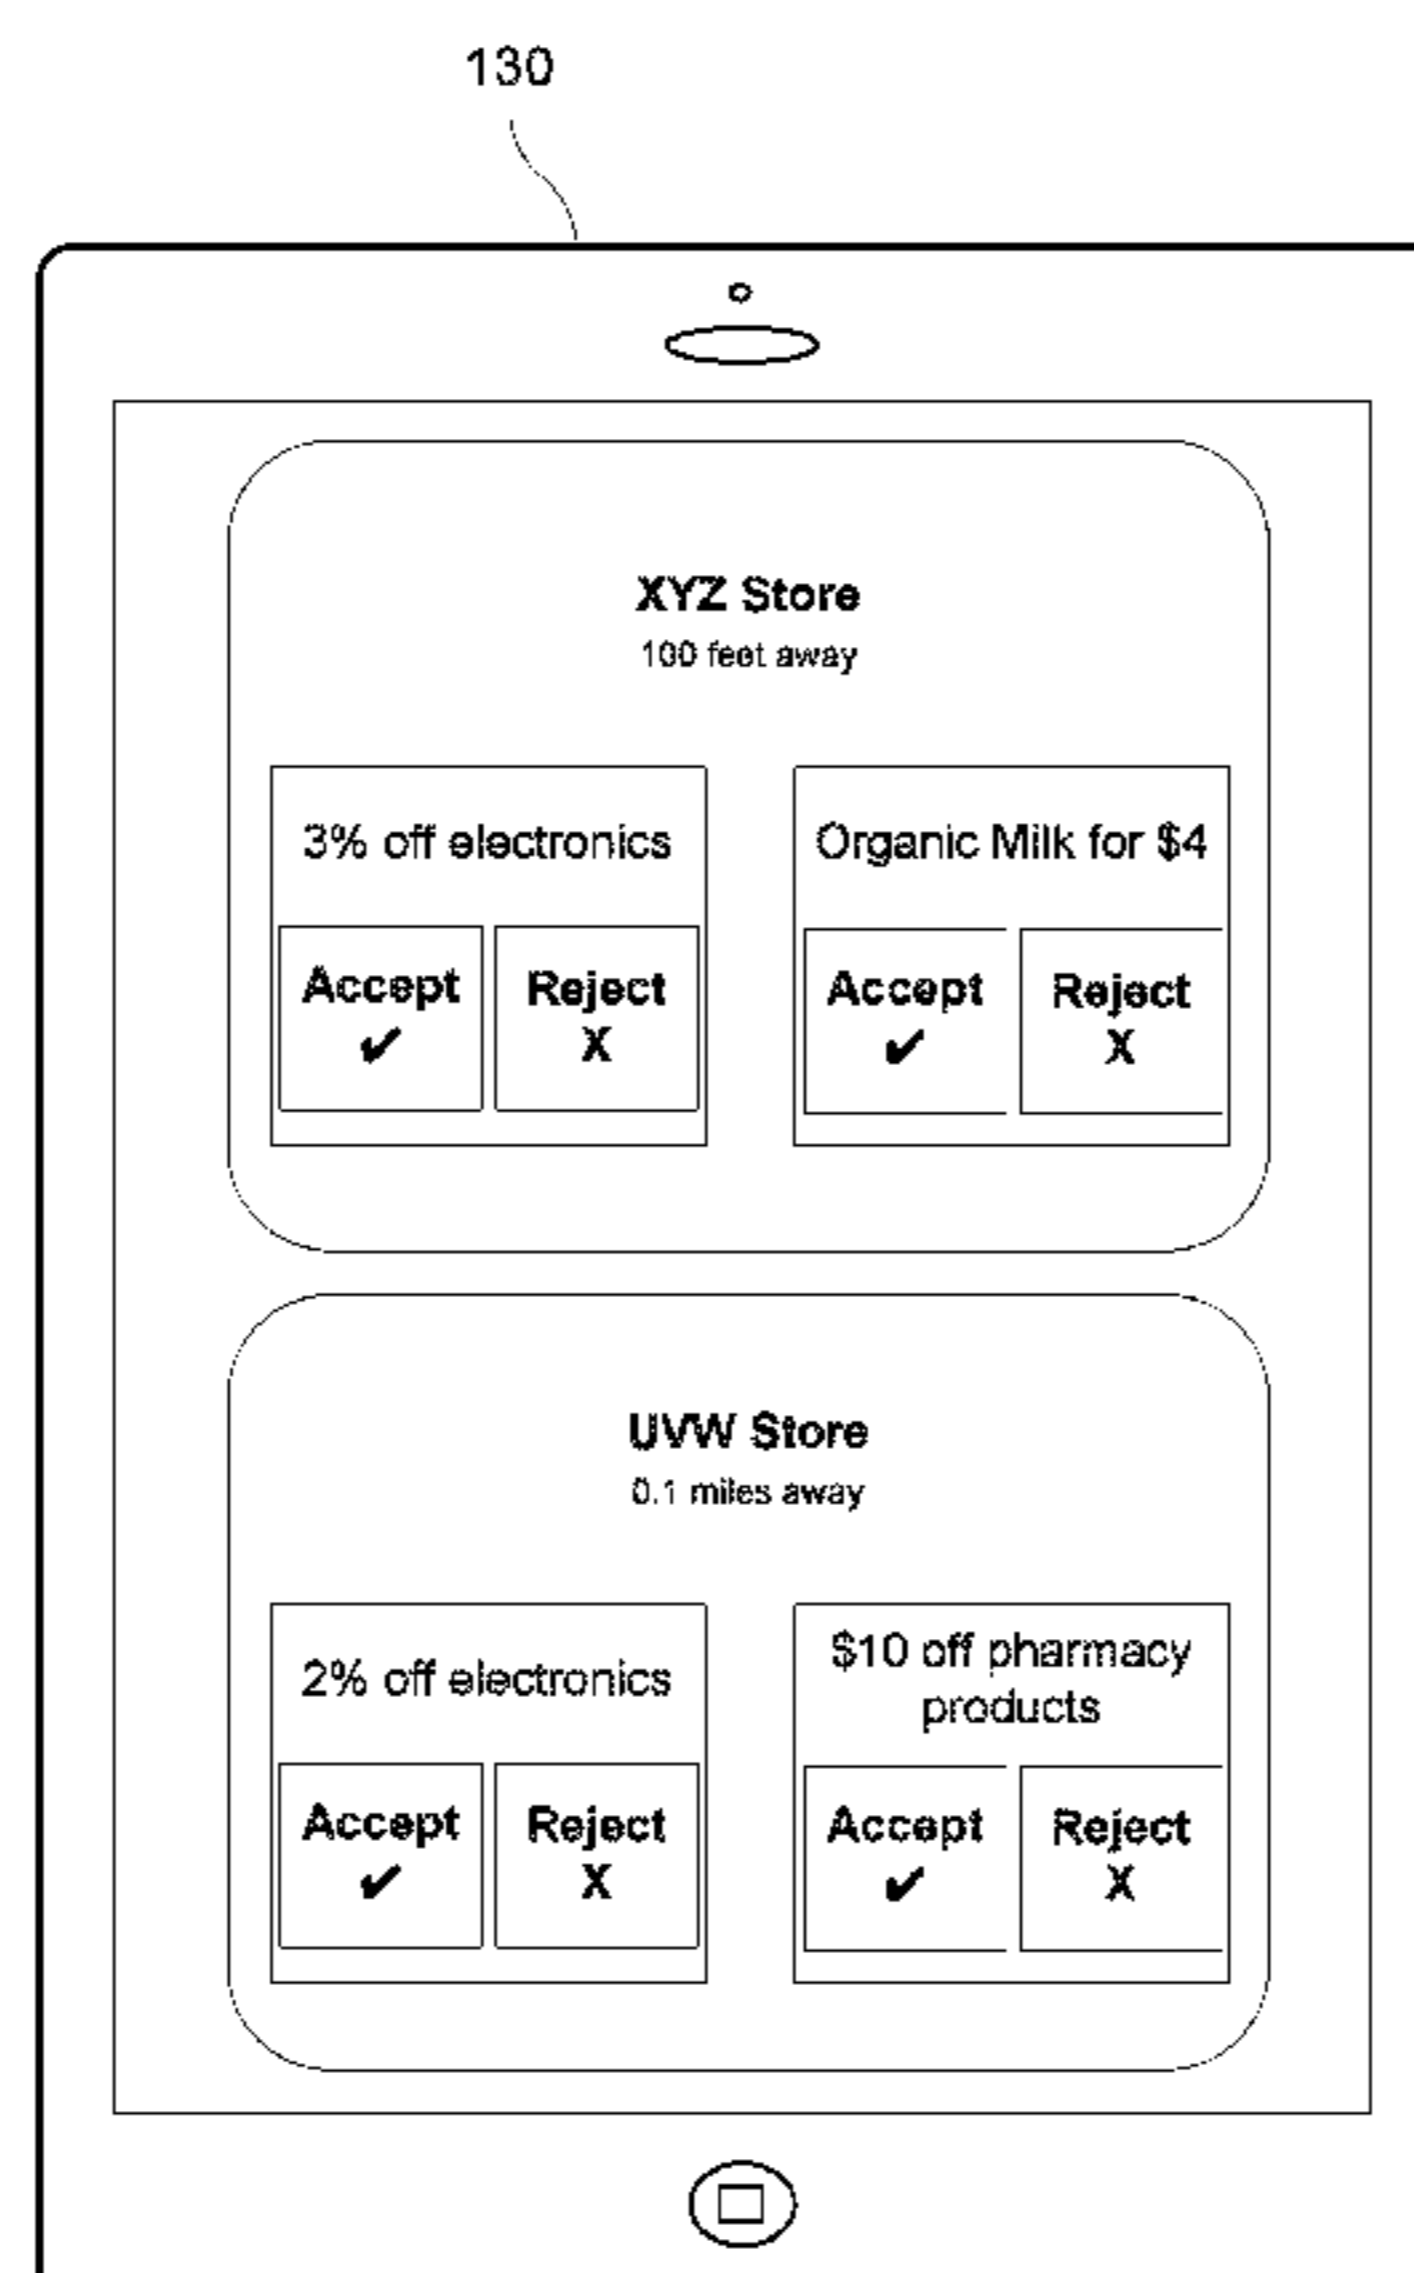 130
XYZ Store
100 feet away
3% off electronics
Organic Milk for $4
Accept
Reject
Accept
Reject
✔
X
✔
X
UVW Store
0.1 miles away
2% off electronics
$10 off pharmacy
products
Accept
Reject
Accept
Reject
✔
X
✔
X